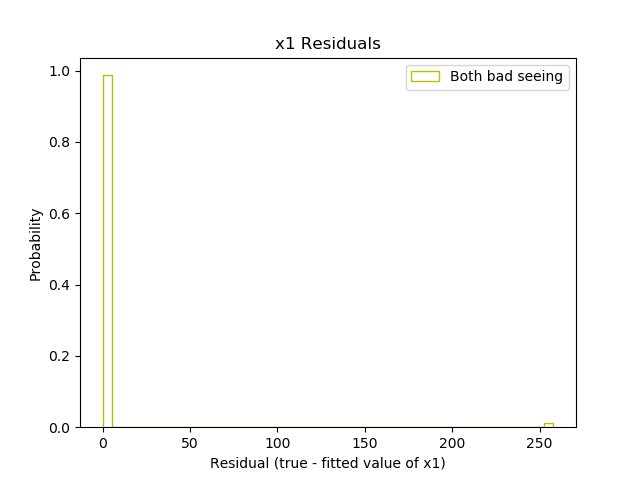 x1 Residuals
Both bad seeing
1.0
0.8
0.6
0.4
0.2
0.0
Probability
0 50 100 150 200 250
Residual (true - fitted value of x1)